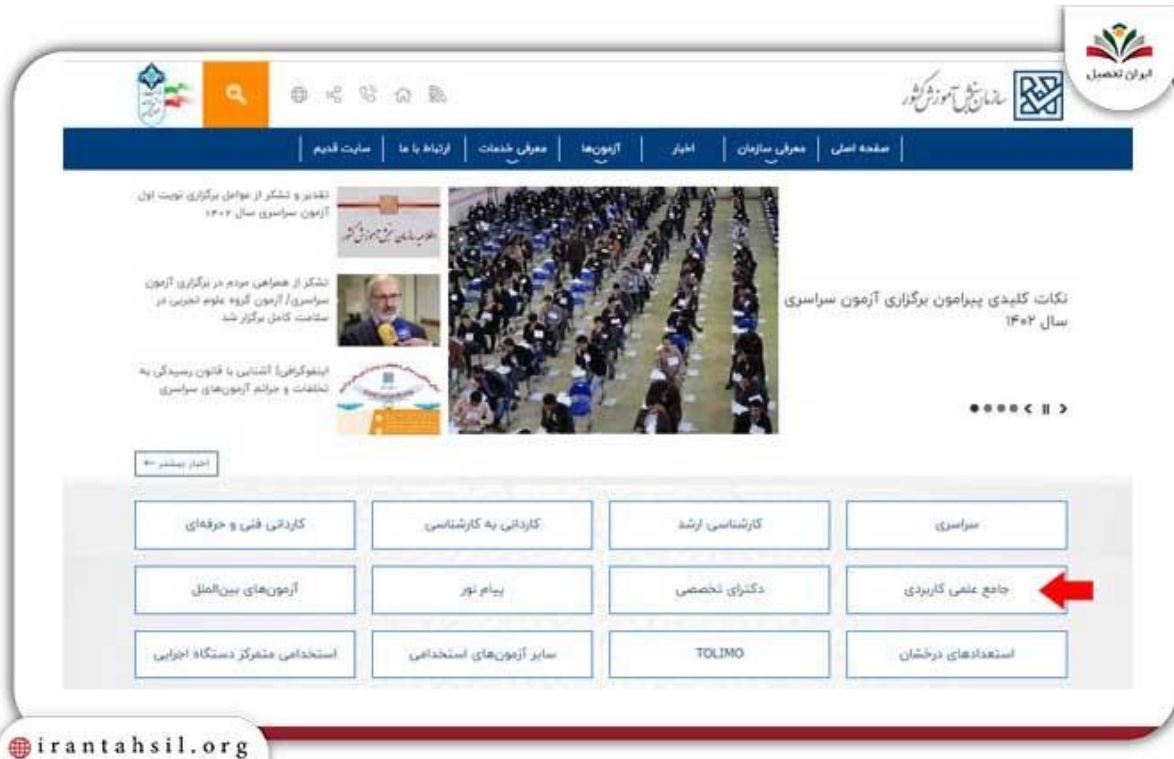 ایران تحصیل
سازمان سنجش آموزش کشور
صفحه اصلی
معرفی سازمان
اخبار
آزمون‌ها
معرفی خدمات
ارتباط با ما
سایت قدیم
نکات کلیدی پیرامون برگزاری آزمون سراسری
سال ۱۴۰۲
تقدیر و تشکر از عوامل برگزاری نوبت اول
آزمون سراسری سال ۱۴۰۲
اطلاعیه سازمان سنجش آموزش کشور
تشکر از همراهی مردم در برگزاری آزمون
سراسری/ آزمون گروه علوم تجربی در
سلامت کامل برگزار شد
اینفوگرافی| آشنایی با قانون رسیدگی به
تخلفات و جرائم آزمون‌های سراسری
اخبار بیشتر ←
سراسری
کارشناسی ارشد
کاردانی به کارشناسی
کاردانی فنی و حرفه‌ای
جامع علمی کاربردی
دکترای تخصصی
پیام نور
آزمون‌های بین‌الملل
استعدادهای درخشان
TOLIMO
سایر آزمون‌های استخدامی
استخدامی متمرکز دستگاه اجرایی
irantahsil.org